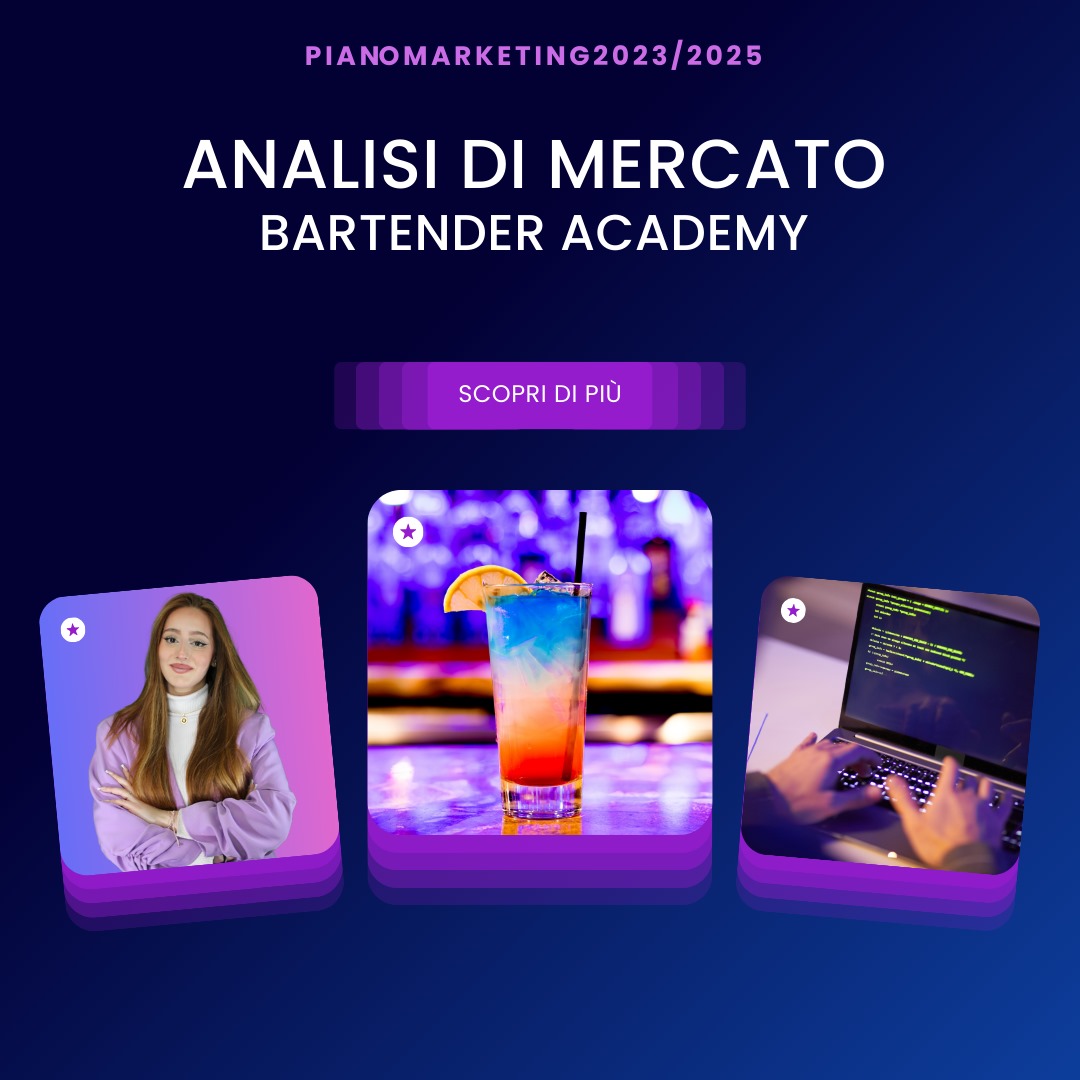 PIANOMARKETING2023/2025
ANALISI DI MERCATO
BARTENDER ACADEMY
SCOPRI DI PIÙ